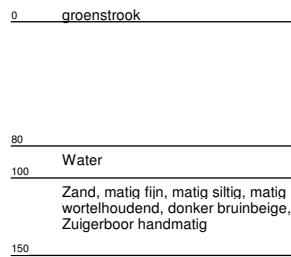 0 groenstrook
80
Water
100
Zand, matig fijn, matig siltig, matig
wortelhoudend, donker bruinbeige,
Zuigerboor handmatig
150